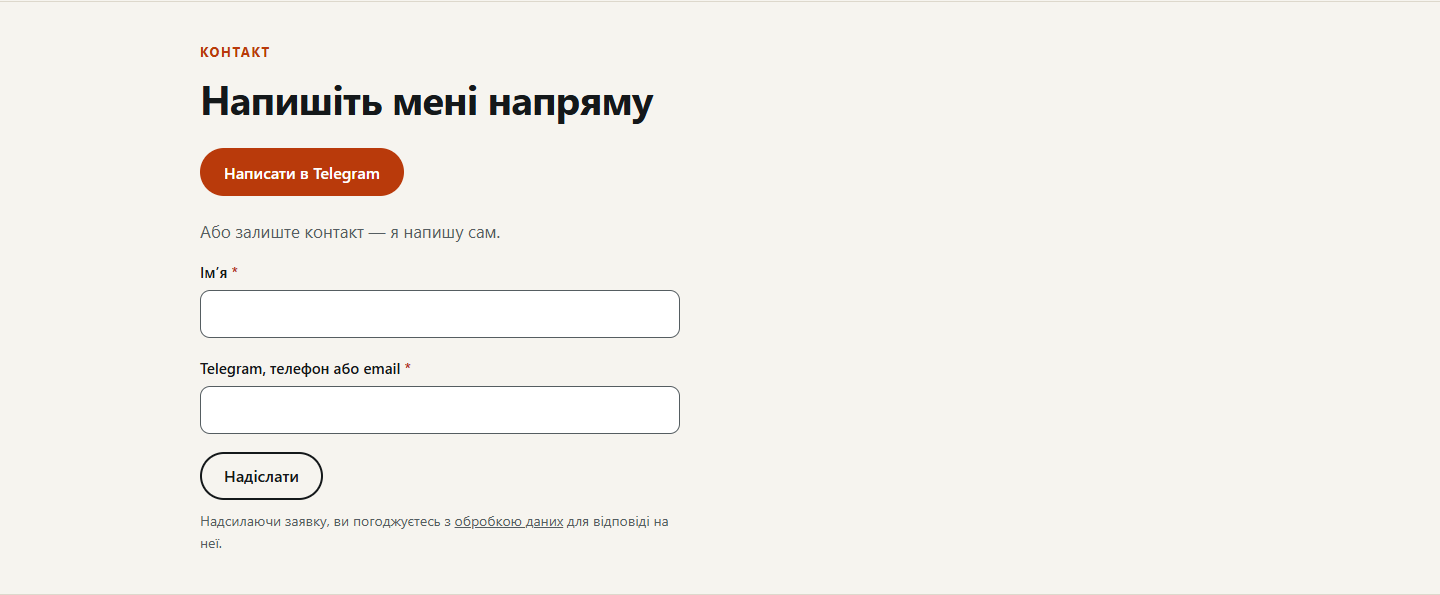 КОНТАКТ
Напишіть мені напряму
Написати в Telegram
Або залиште контакт — я напишу сам.
Ім’я *
Telegram, телефон або email *
Надіслати
Надсилаючи заявку, ви погоджуєтесь з обробкою даних для відповіді на
неї.